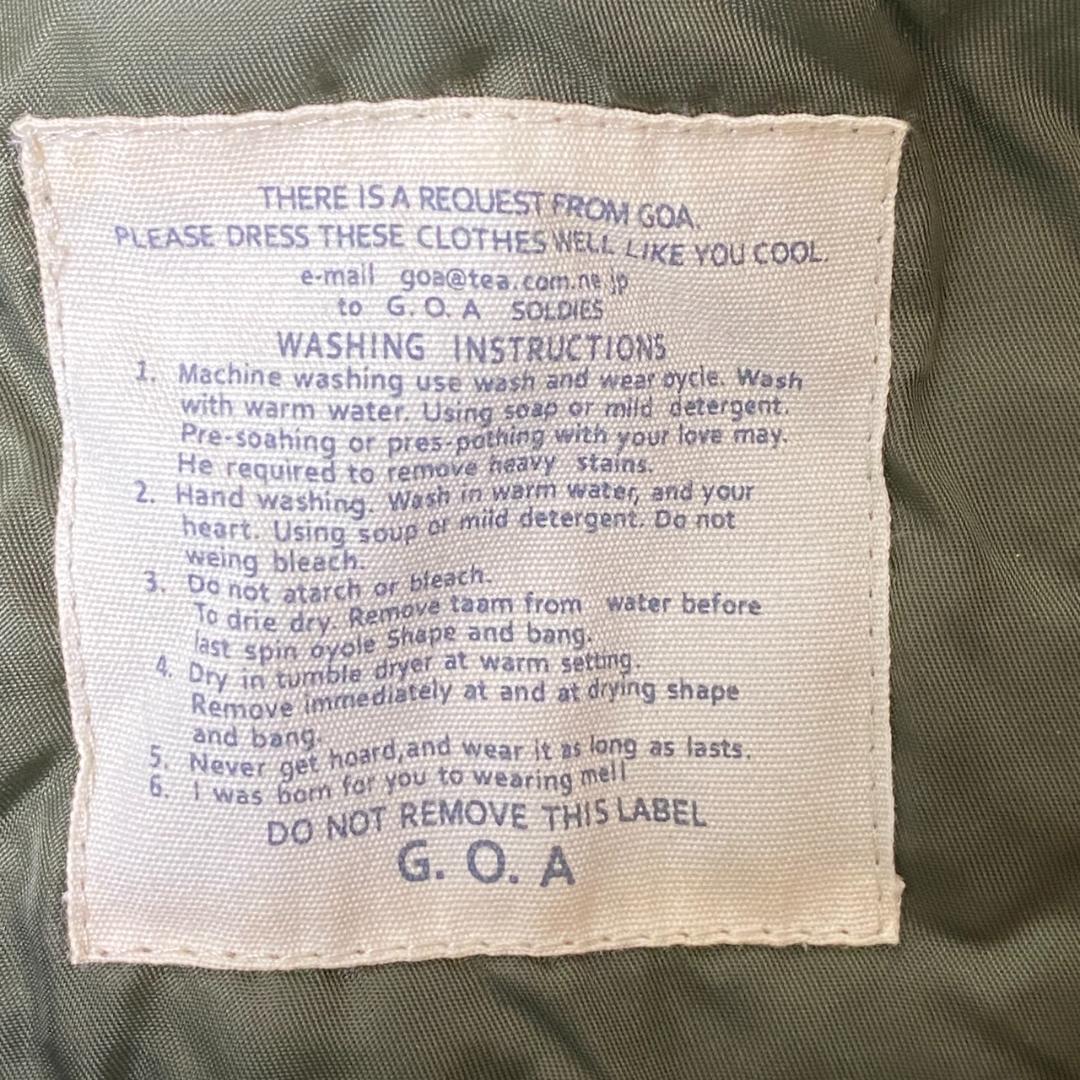 THERE IS A REQUEST FROM GOA.
PLEASE DRESS THESE CLOTHES WELL LIKE YOU COOL.
e-mail goa@tea.com.ne.jp
to G. O. A SOLDIES
WASHING INSTRUCTIONS
1. Machine washing use wash and wear oycle. Wash
with warm water. Using soap or mild detergent.
Pre-soahing or pres-pothing with your love may.
He required to remove heavy stains.
2. Hand washing. Wash in warm water, and your
heart. Using soup or mild detergent. Do not
weing bleach.
3. Do not atarch or bleach.
To drie dry. Remove taam from water before
last spin oyole Shape and bang.
4. Dry in tumble dryer at warm setting.
Remove immediately at and at drying shape
and bang.
5. Never get hoard,and wear it as long as lasts.
6. I was born for you to wearing mell
DO NOT REMOVE THIS LABEL
G. O. A